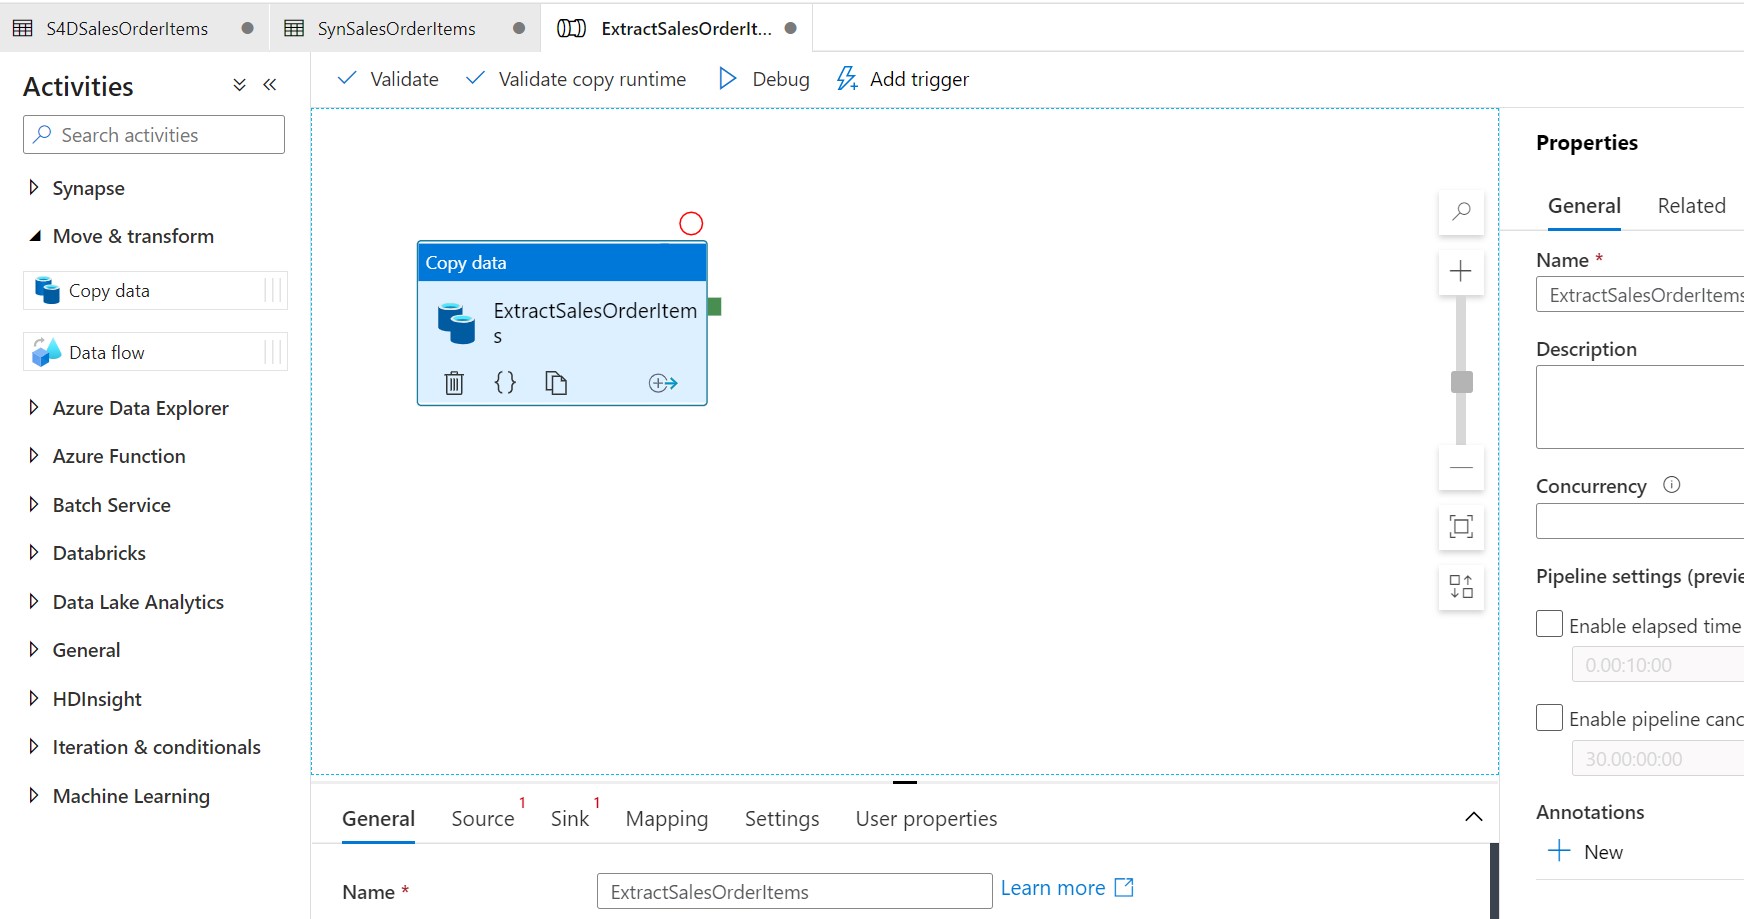 S4DSalesOrderItems
SynSalesOrderItems
ExtractSalesOrderIt...
Activities
Search activities
Synapse
Move & transform
Copy data
Data flow
Azure Data Explorer
Azure Function
Batch Service
Databricks
Data Lake Analytics
General
HDInsight
Iteration & conditionals
Machine Learning
Validate
Validate copy runtime
Debug
Add trigger
Copy data
ExtractSalesOrderItem
s
General
Source 1
Sink 1
Mapping
Settings
User properties
Name *
ExtractSalesOrderItems
Learn more
Properties
General
Related
Name *
ExtractSalesOrderItems
Description
Concurrency
Pipeline settings (previe
Enable elapsed time
0.00:10:00
Enable pipeline canc
30.00:00:00
Annotations
New